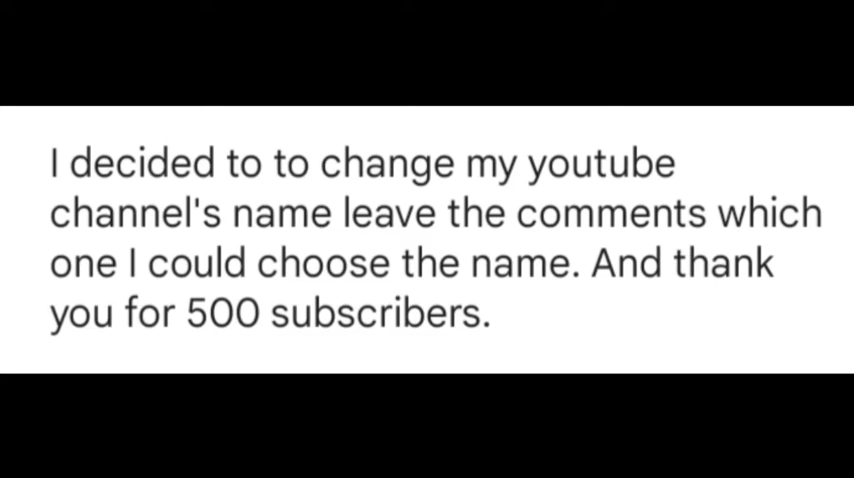 I decided to to change my youtube
channel's name leave the comments which
one I could choose the name. And thank
you for 500 subscribers.